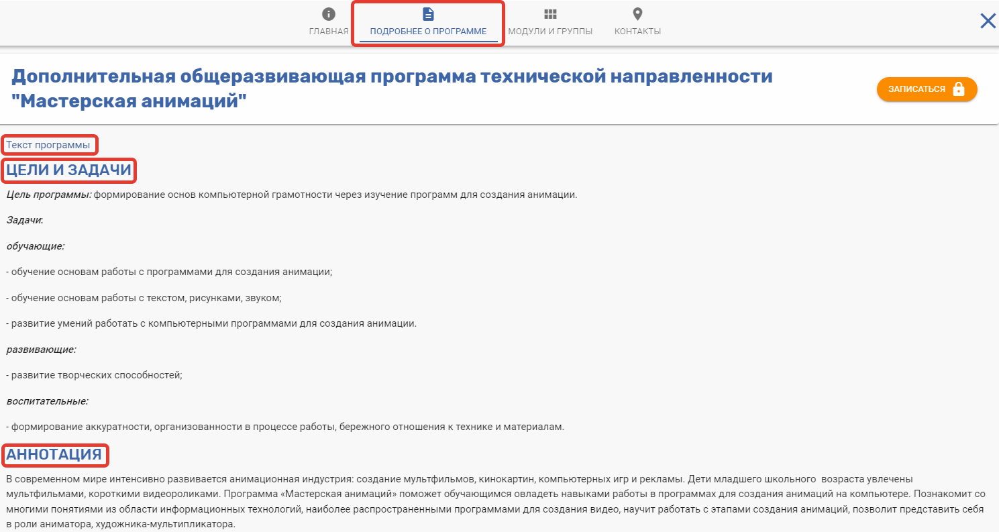 ГЛАВНАЯ
ПОДРОБНЕЕ О ПРОГРАММЕ
МОДУЛИ И ГРУППЫ
КОНТАКТЫ
Дополнительная общеразвивающая программа технической направленности
"Мастерская анимаций"
ЗАПИСАТЬСЯ
Текст программы
ЦЕЛИ И ЗАДАЧИ
Цель программы: формирование основ компьютерной грамотности через изучение программ для создания анимации.
Задачи:
обучающие:
- обучение основам работы с программами для создания анимации;
- обучение основам работы с текстом, рисунками, звуком;
- развитие умений работать с компьютерными программами для создания анимации.
развивающие:
- развитие творческих способностей;
воспитательные:
- формирование аккуратности, организованности в процессе работы, бережного отношения к технике и материалам.
АННОТАЦИЯ
В современном мире интенсивно развивается анимационная индустрия: создание мультфильмов, кинокартин, компьютерных игр и рекламы. Дети младшего школьного  возраста увлечены
мультфильмами, короткими видеороликами. Программа «Мастерская анимаций» поможет обучающимся овладеть навыками работы в программах для создания анимаций на компьютере. Познакомит со
многими понятиями из области информационных технологий, наиболее распространенными программами для создания видео, научит работать с этапами создания анимаций, позволит представить себя
в роли аниматора, художника-мультипликатора.